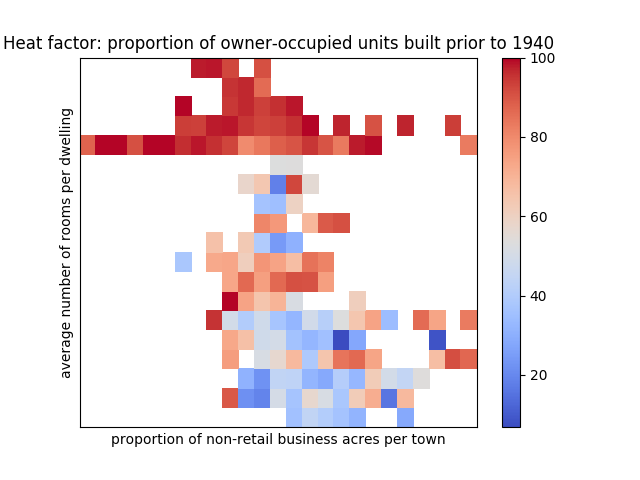 Heat factor: proportion of owner-occupied units built prior to 1940
average number of rooms per dwelling
proportion of non-retail business acres per town
100
80
60
40
20